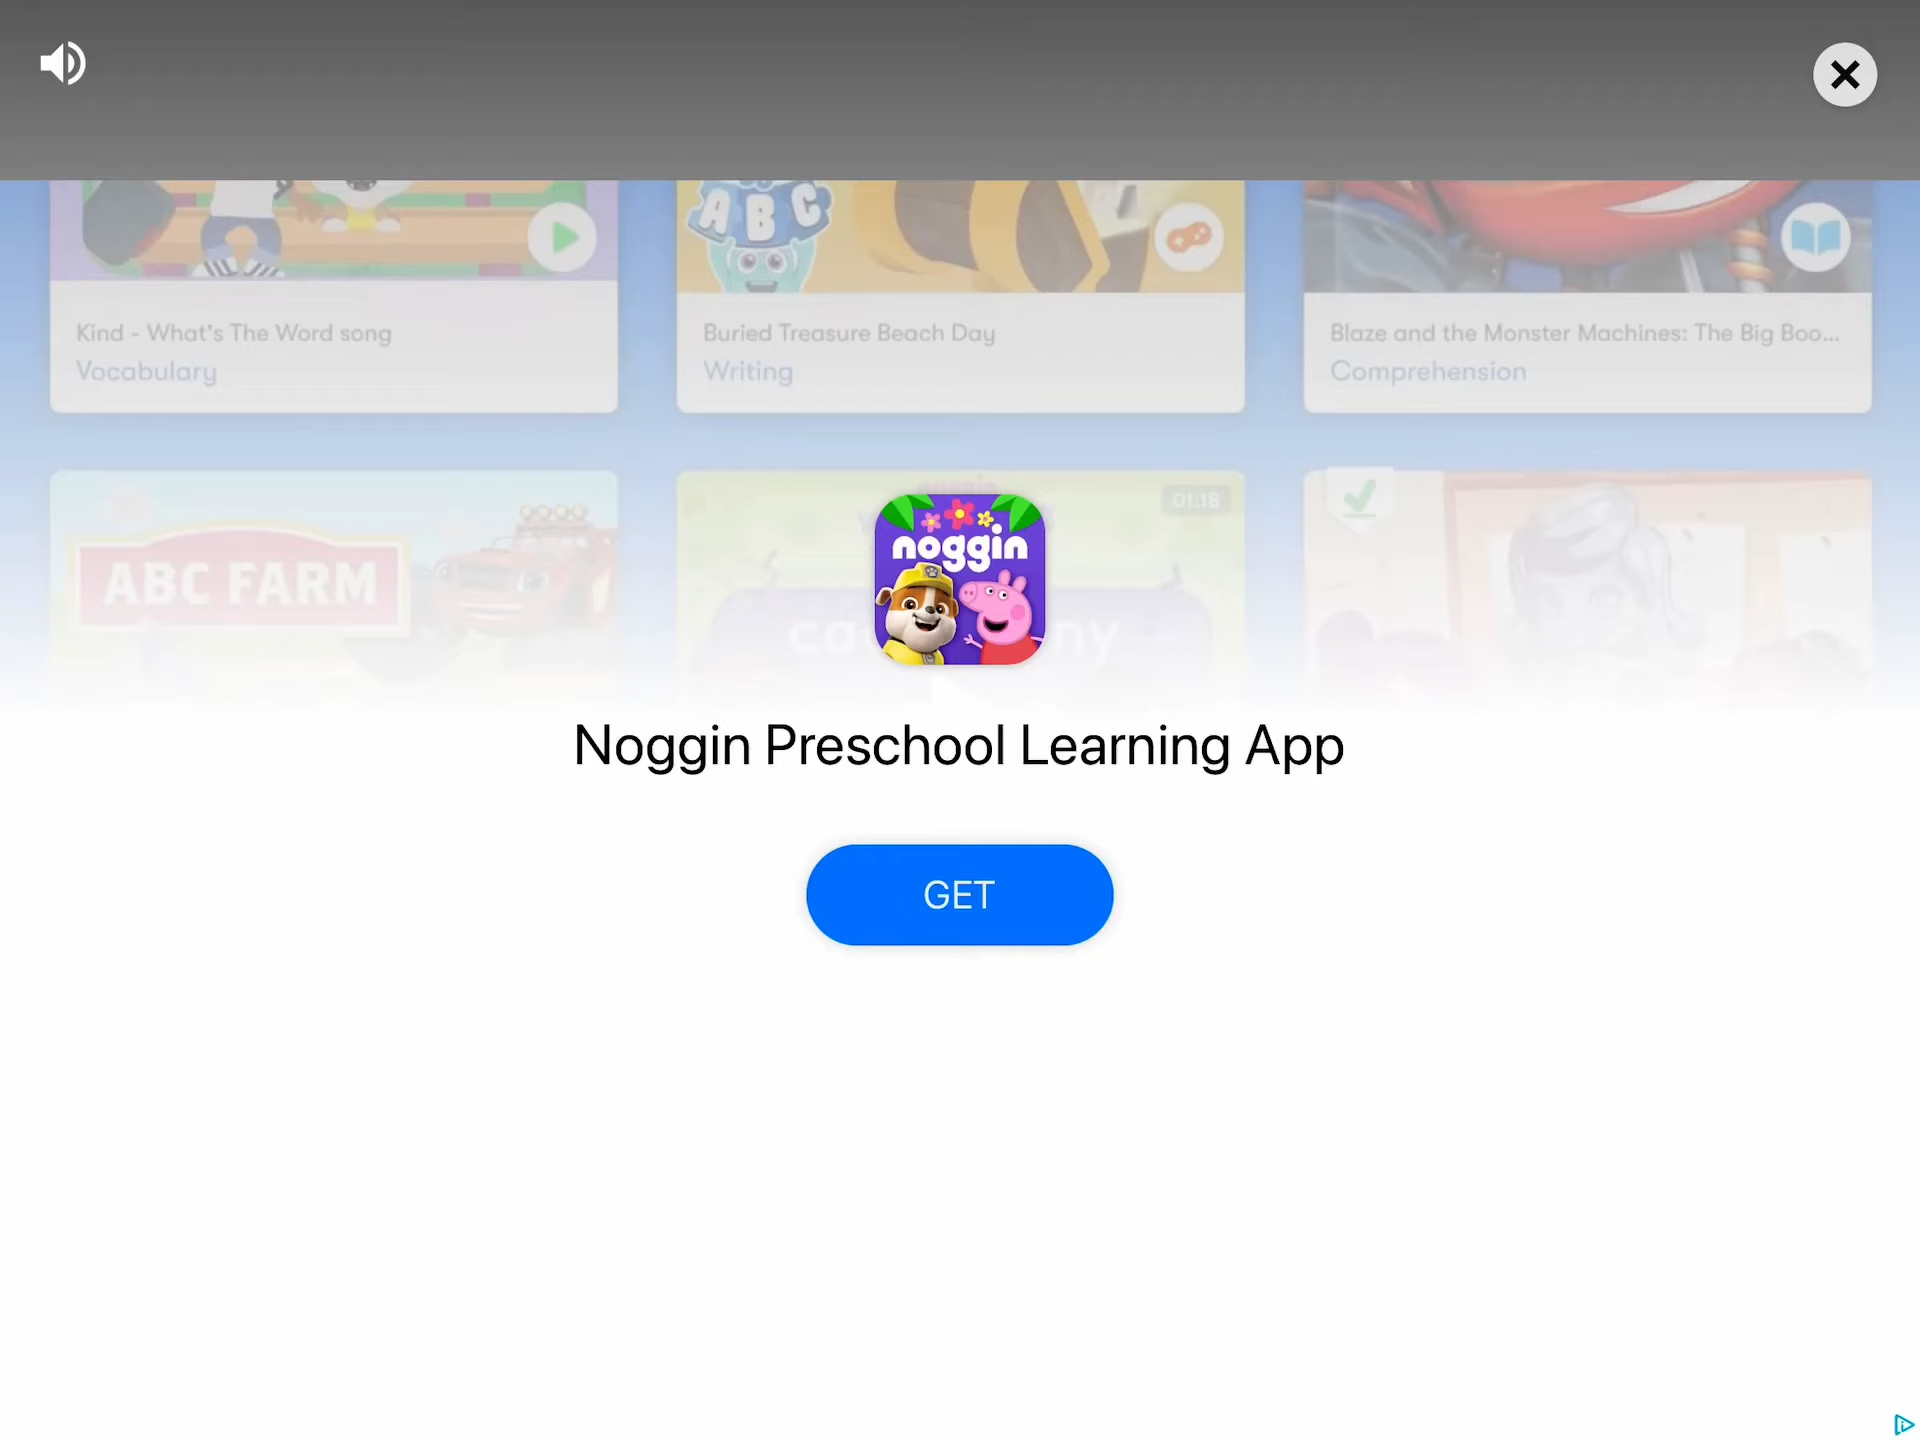 ABC
Kind - What's The Word song
Vocabulary
Buried Treasure Beach Day
Writing
Blaze and the Monster Machines: The Big Boo...
Comprehension
ABC FARM
01:18
noggin
Noggin Preschool Learning App
GET